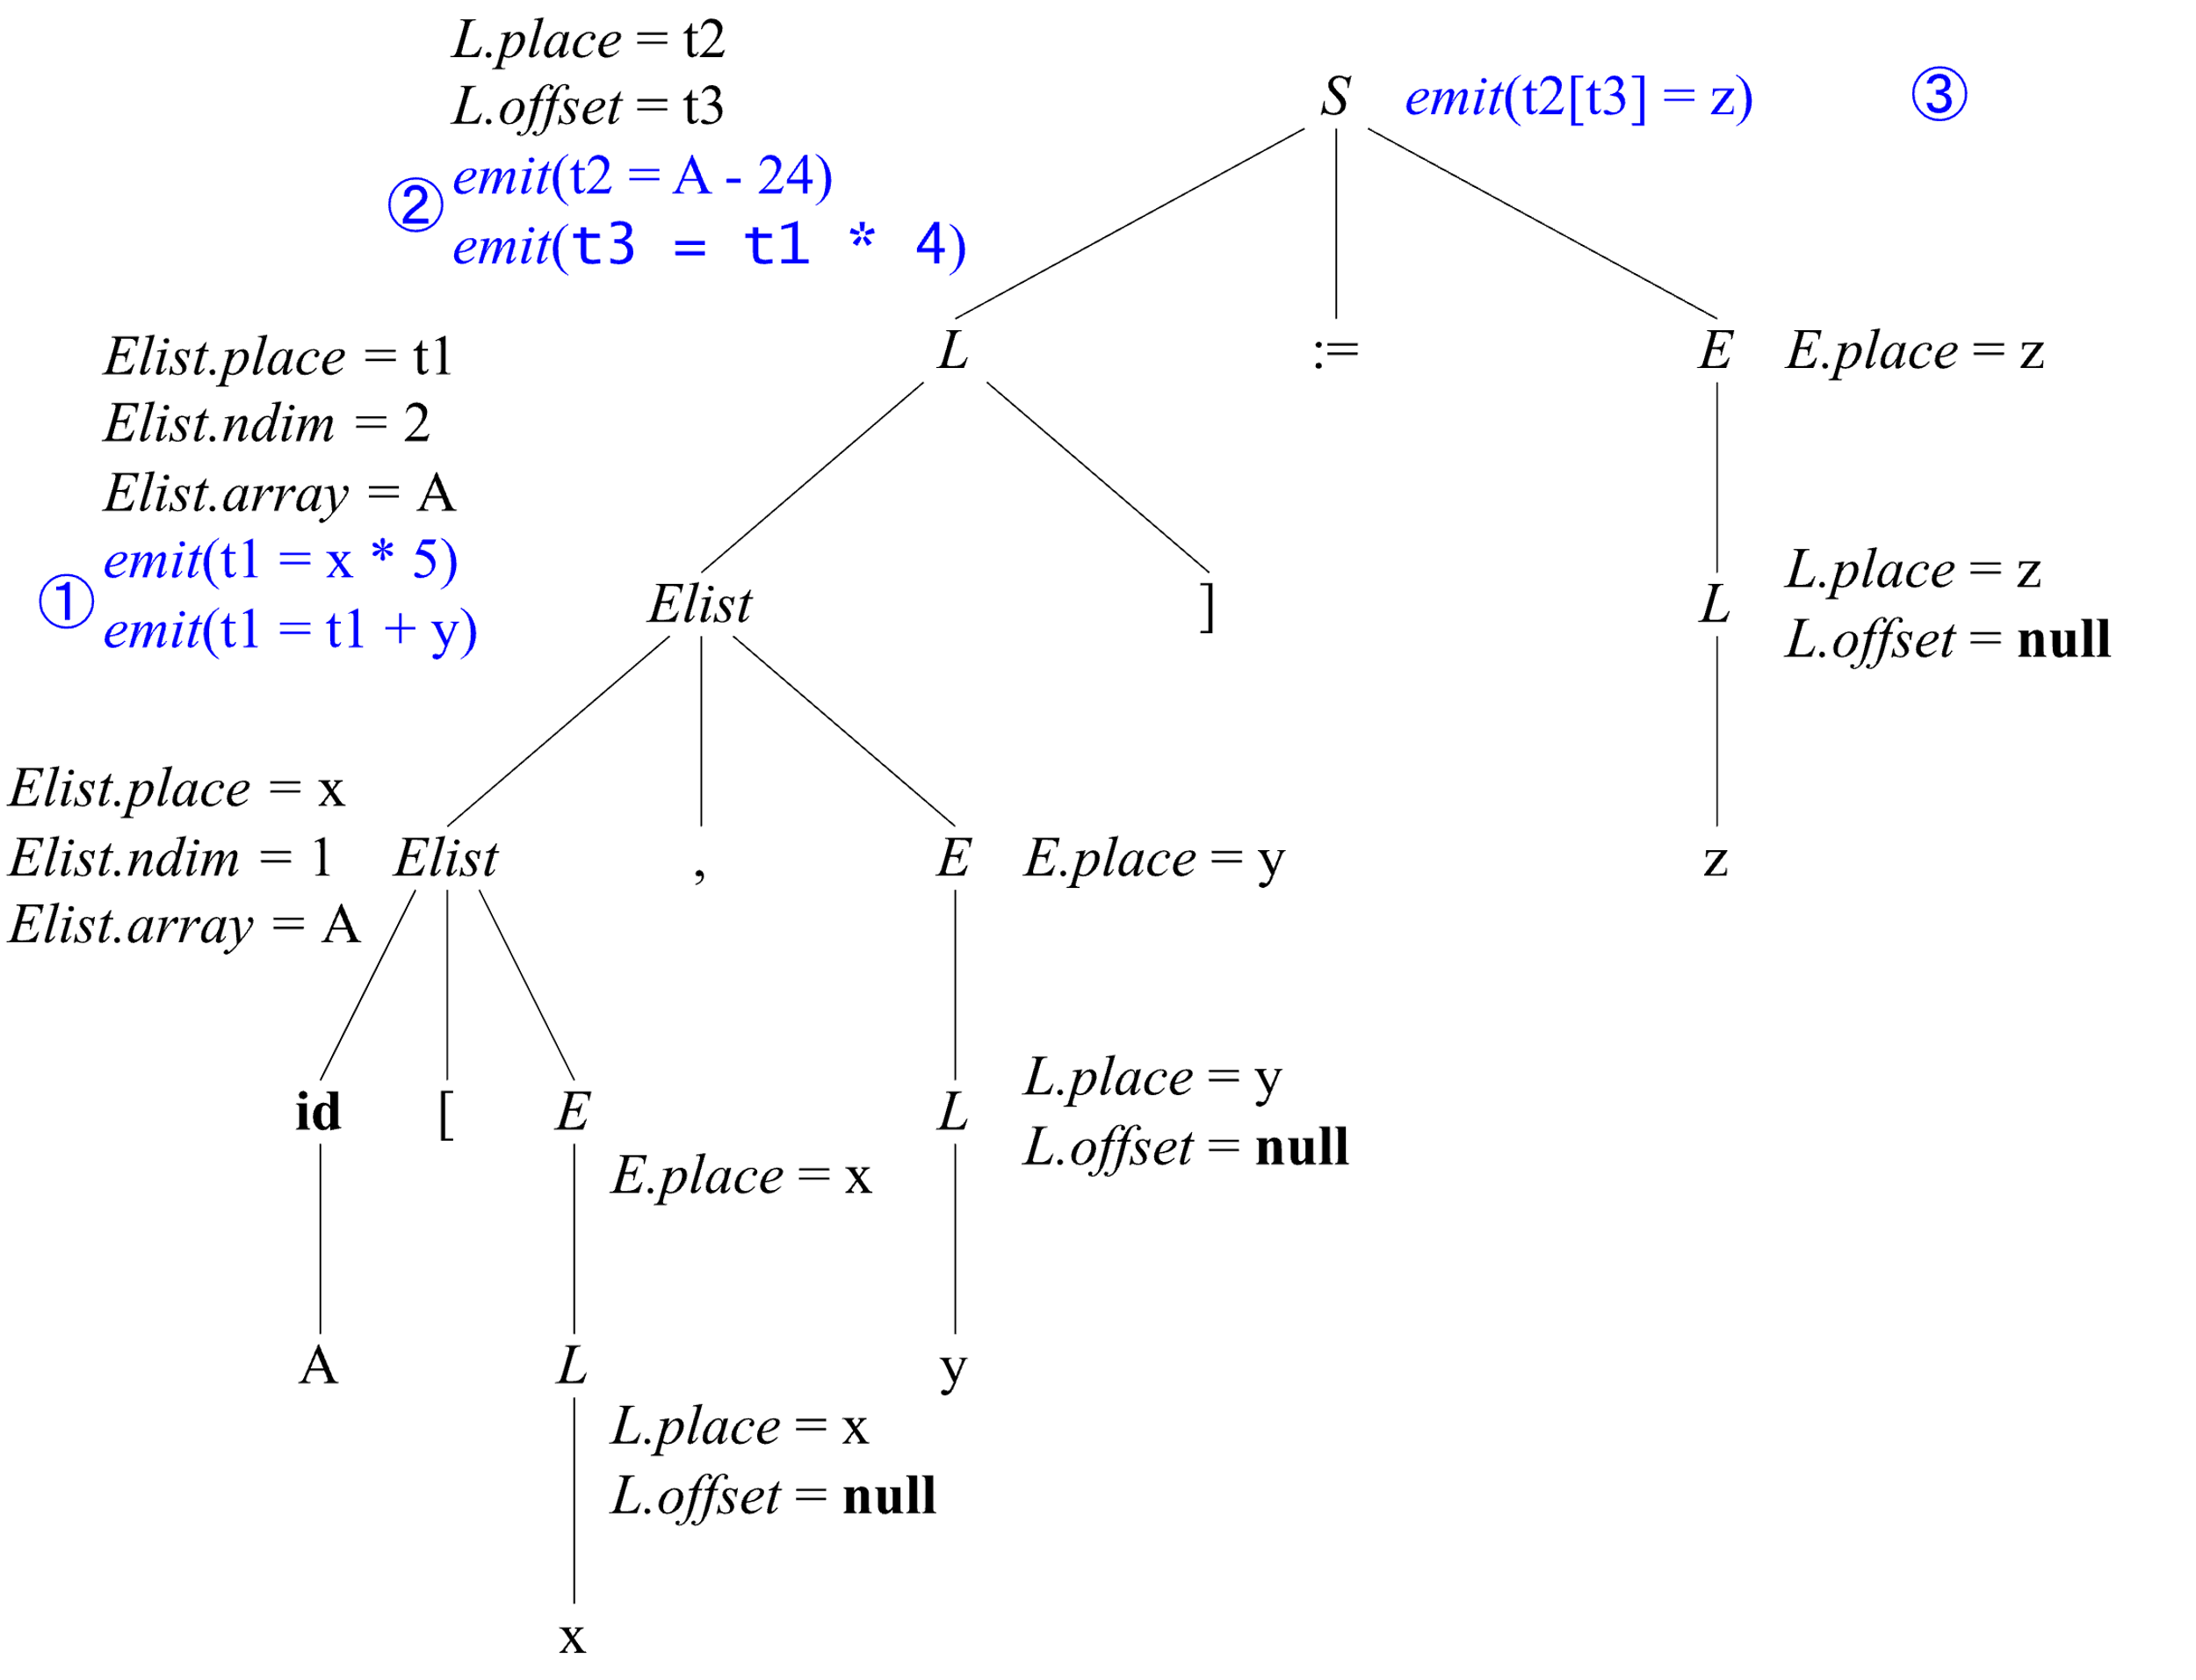 L.place = t2
L.offset = t3
② emit(t2 = A - 24)
emit(t3 = t1 * 4)
S emit(t2[t3] = z) ③
L := E E.place = z
Elist.place = t1
Elist.ndim = 2
Elist.array = A
① emit(t1 = x * 5)
emit(t1 = t1 + y)
Elist ] L
L.place = z
L.offset = null
Elist.place = x
Elist.ndim = 1
Elist.array = A
Elist , E E.place = y z
id [ E L
E.place = x
L.place = y
L.offset = null
A L y
L.place = x
L.offset = null
x